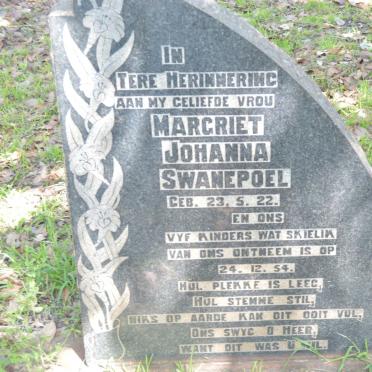 IN
TERE HERINNERING
AAN MY GELIEFDE VROU
MARGRIET
JOHANNA
SWANEPOEL
GEB. 23. 5. 22.
EN ONS
VYF KINDERS WAT SKIELIK
VAN ONS ONTNEEM IS OP
24. 12. 54.
HUL PLEKKE IS LEEG,
HUL STEMME STIL,
NIKS OP AARDE KAN DIT OOIT VUL,
ONS SWYG O HEER,
WANT DIT WAS U WIL.